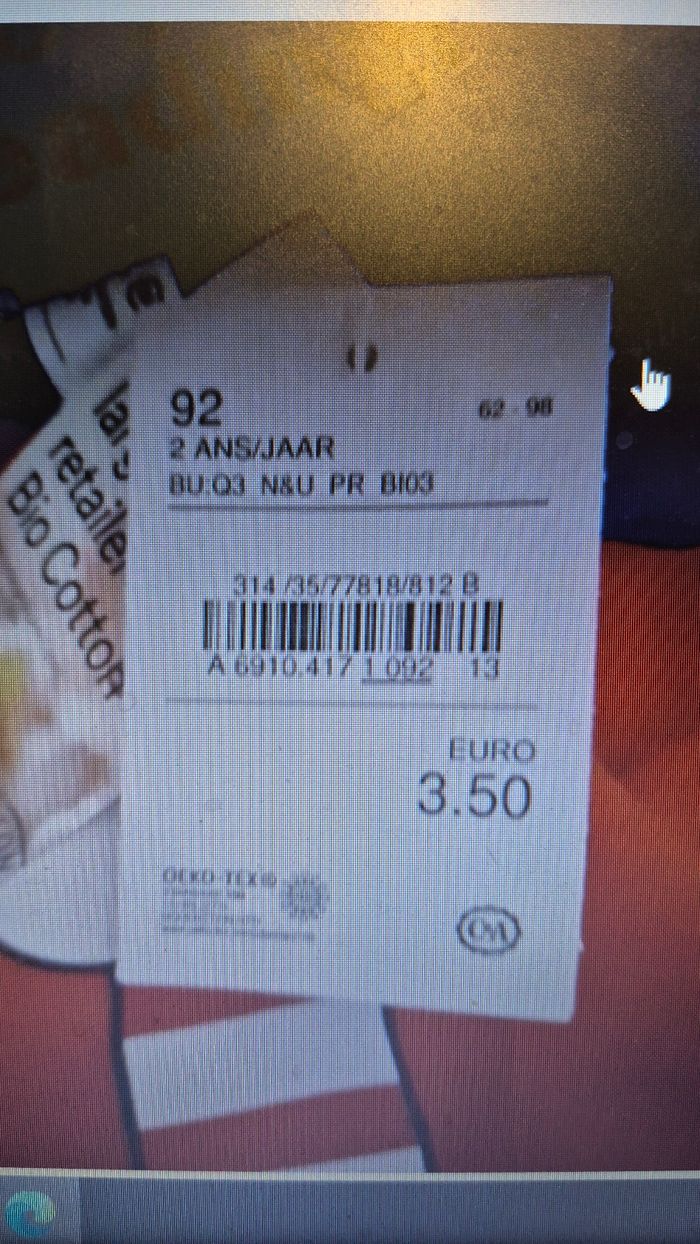 92
62 - 98
2 ANS/JAAR
BU.Q3 N&U PR BI03
314 /35/77818/812 B
A 6910.417 1 092 13
EURO
3.50
OEKO-TEX®
C&A
retailer
Bio Cotton